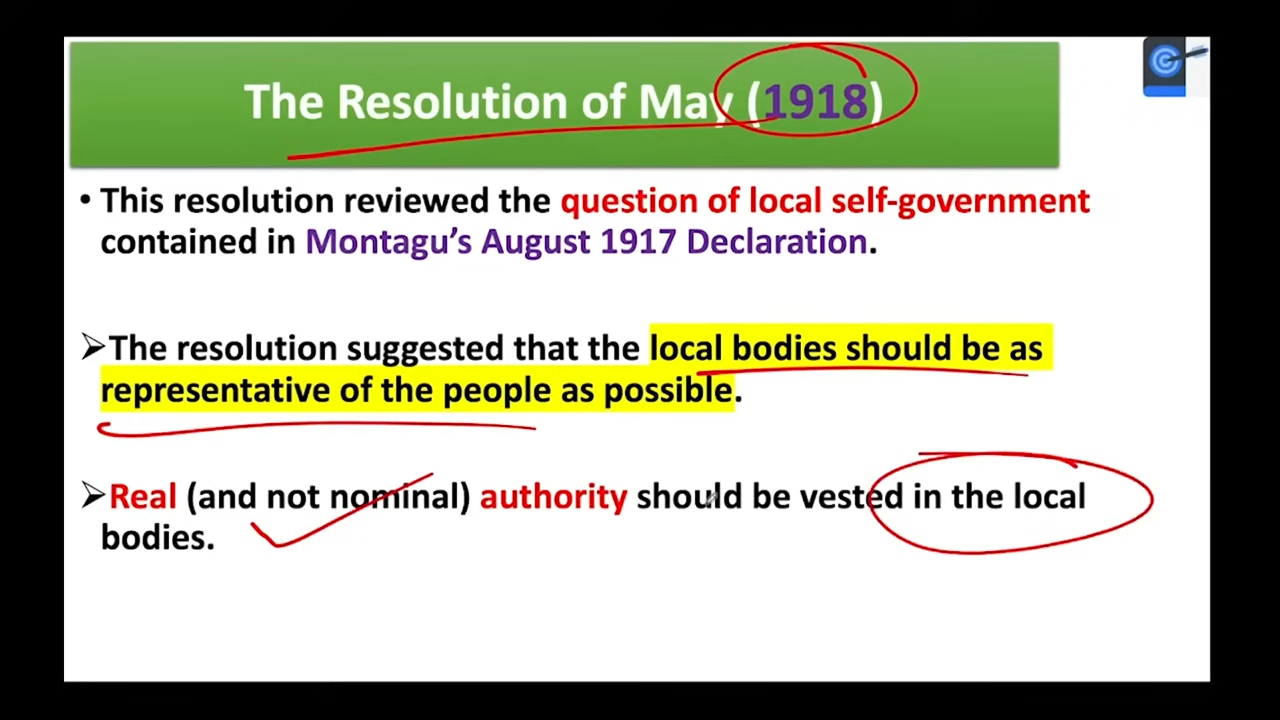 The Resolution of May (1918)
• This resolution reviewed the question of local self-government
contained in Montagu’s August 1917 Declaration.
➢The resolution suggested that the local bodies should be as
representative of the people as possible.
➢Real (and not nominal) authority should be vested in the local
bodies.